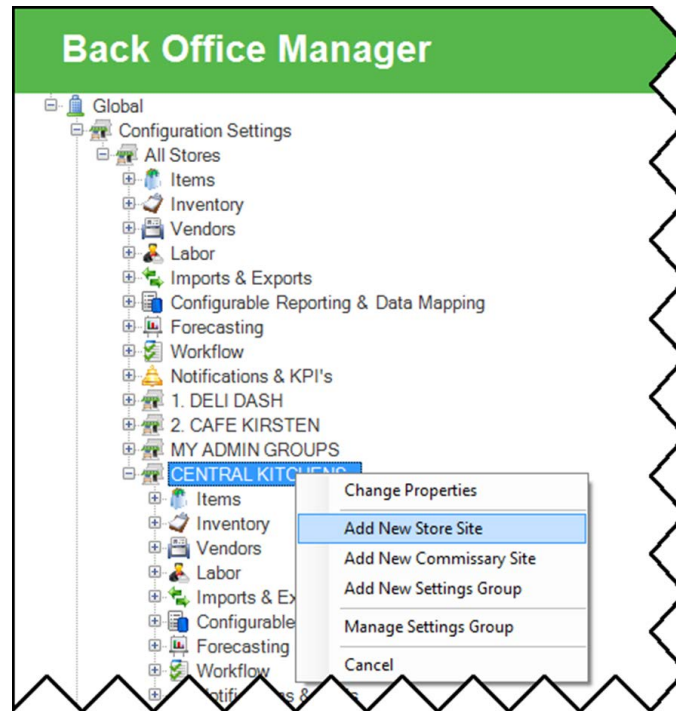 Back Office Manager
Global
Configuration Settings
All Stores
Items
Inventory
Vendors
Labor
Imports & Exports
Configurable Reporting & Data Mapping
Forecasting
Workflow
Notifications & KPI's
1. DELI DASH
2. CAFE KIRSTEN
MY ADMIN GROUPS
CENTRAL KITCHENS
Change Properties
Items
Add New Store Site
Inventory
Add New Commissary Site
Vendors
Add New Settings Group
Labor
Imports & Ex
Manage Settings Group
Configurable
Forecasting
Cancel
Workflow